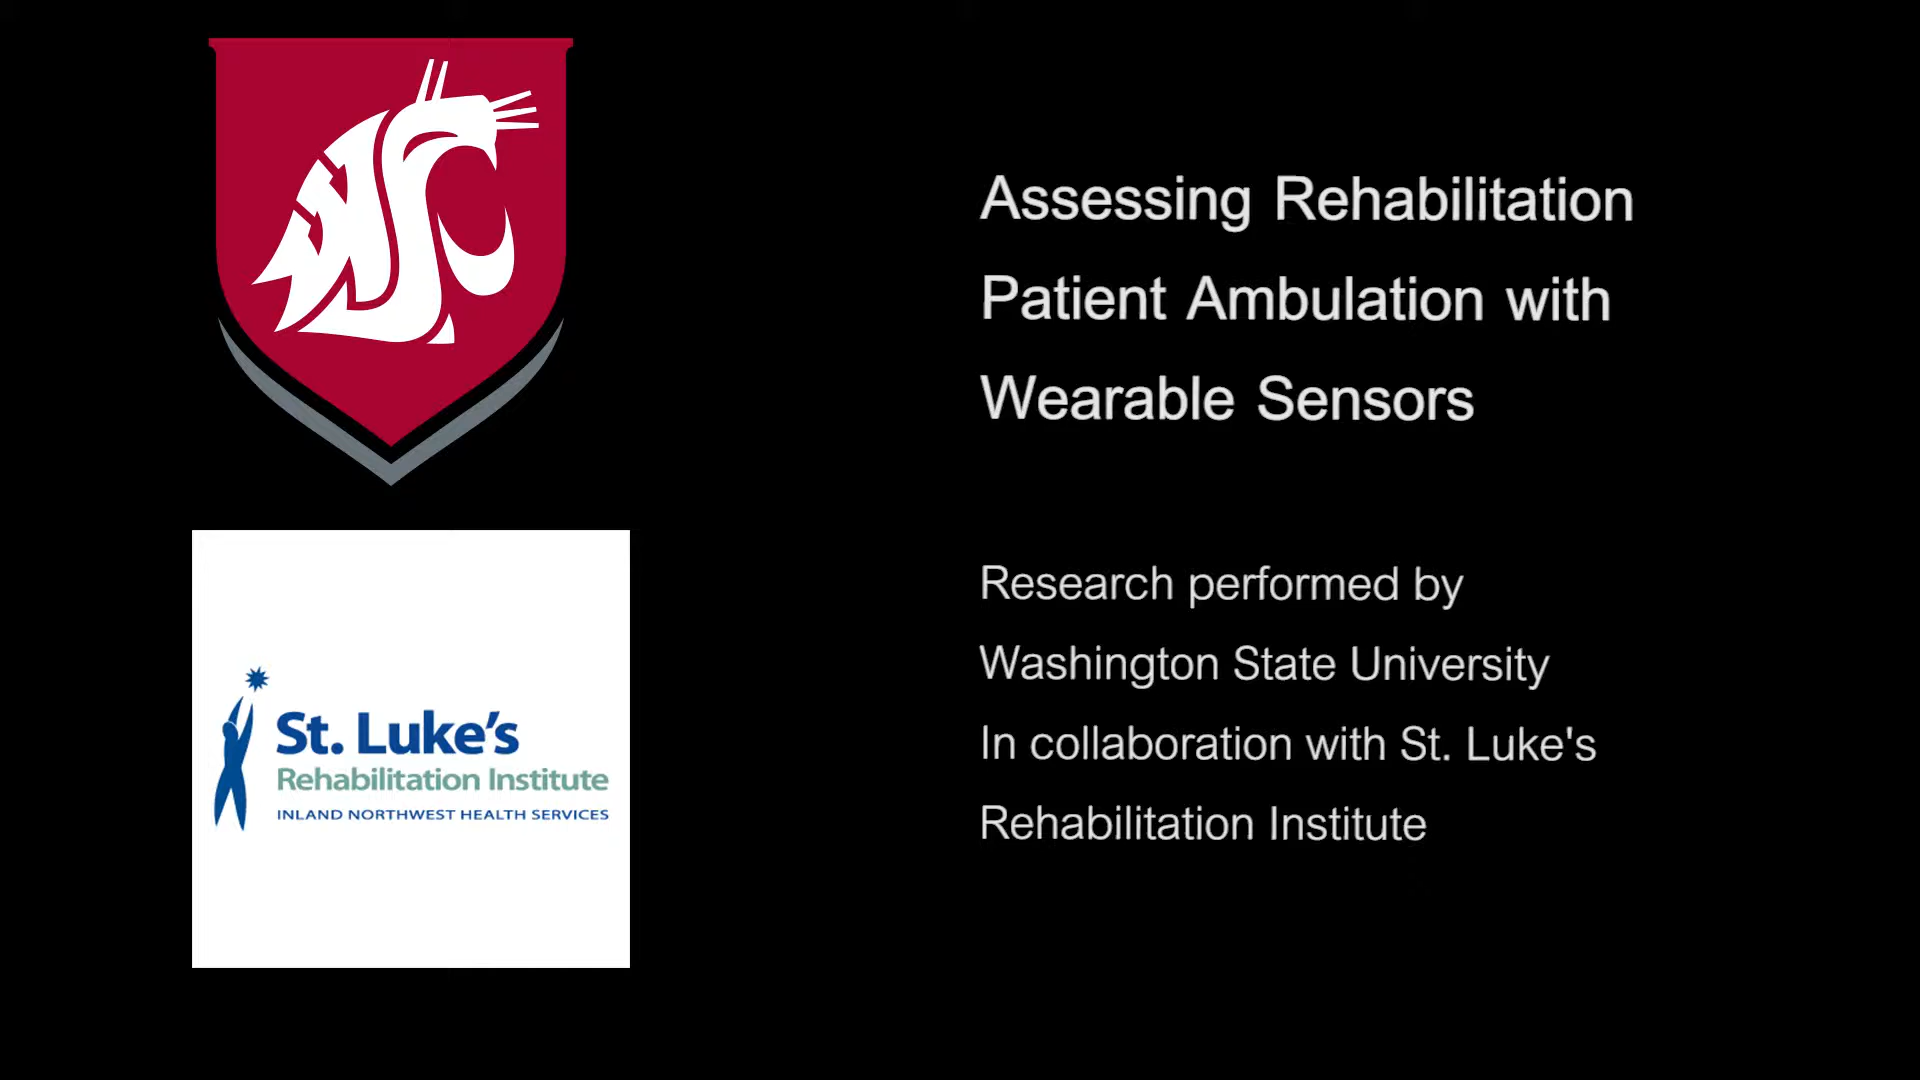 Assessing Rehabilitation
Patient Ambulation with
Wearable Sensors
Research performed by
Washington State University
In collaboration with St. Luke's
Rehabilitation Institute
St. Luke's
Rehabilitation Institute
INLAND NORTHWEST HEALTH SERVICES